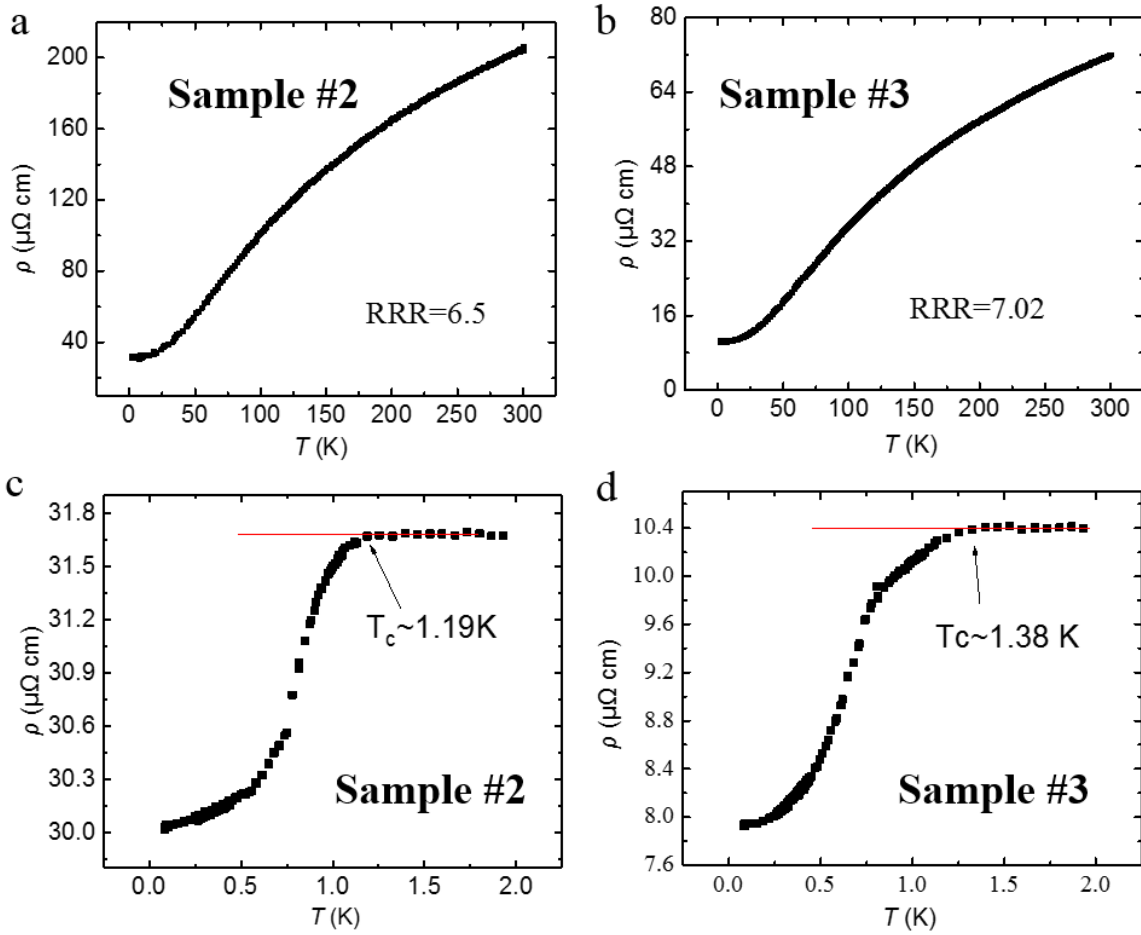 a
200
160
120
80
40
ρ (μΩ cm)
Sample #2
RRR=6.5
0 50 100 150 200 250 300
T (K)
b
80
64
48
32
16
0
ρ (μΩ cm)
Sample #3
RRR=7.02
0 50 100 150 200 250 300
T (K)
c
31.8
31.5
31.2
30.9
30.6
30.3
30.0
ρ (μΩ cm)
Tc~1.19K
Sample #2
0.0 0.5 1.0 1.5 2.0
T (K)
d
10.4
10.0
9.6
9.2
8.8
8.4
8.0
7.6
ρ (μΩ cm)
Tc~1.38 K
Sample #3
0.0 0.5 1.0 1.5 2.0
T (K)